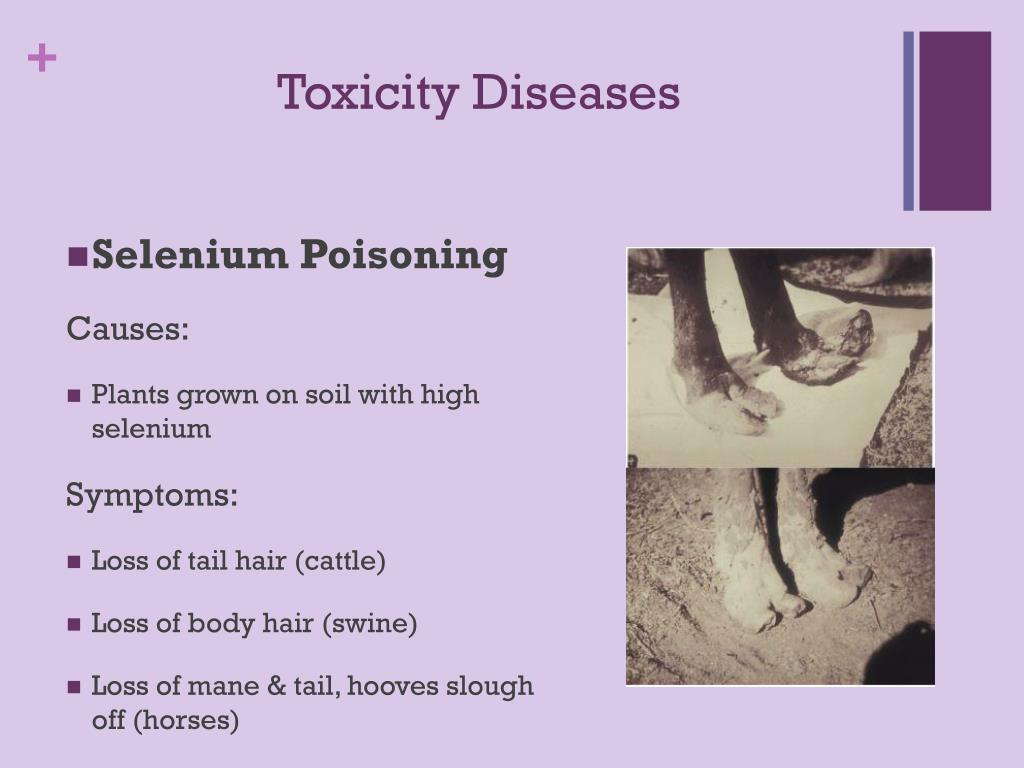 +
Toxicity Diseases
Selenium Poisoning
Causes:
Plants grown on soil with high
selenium
Symptoms:
Loss of tail hair (cattle)
Loss of body hair (swine)
Loss of mane & tail, hooves slough
off (horses)